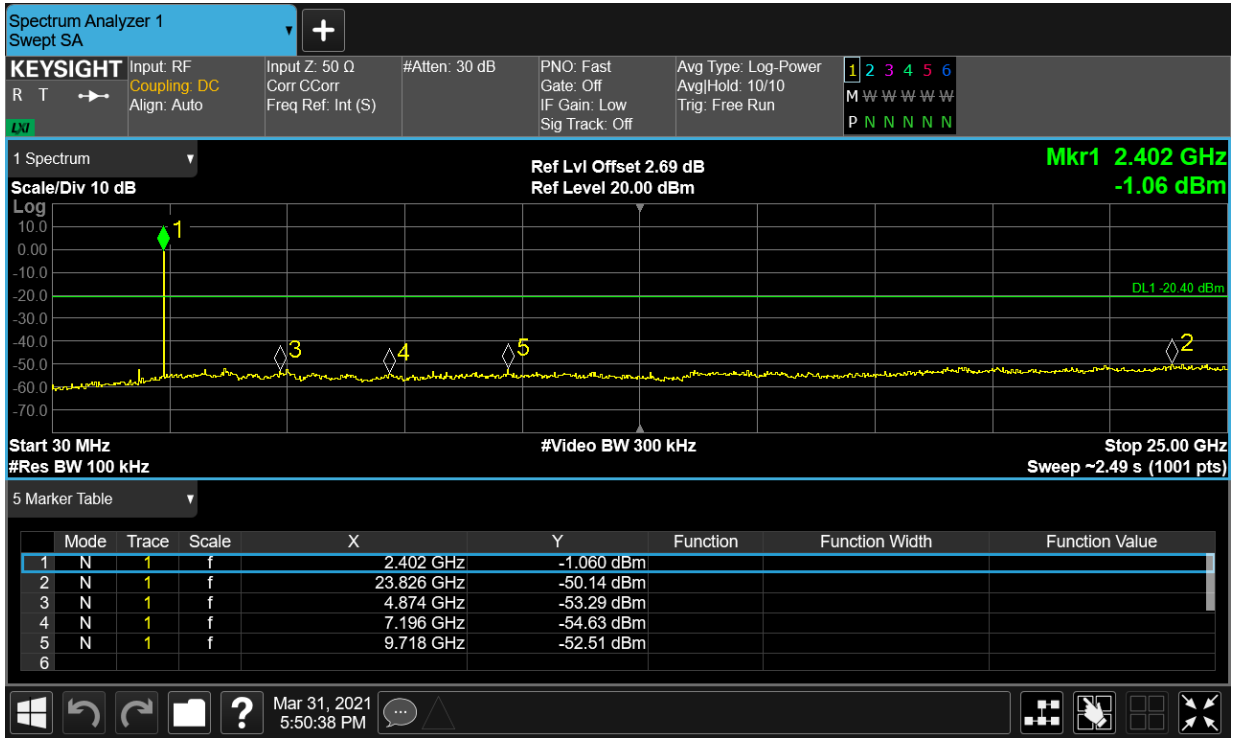 Spectrum Analyzer 1
Swept SA
KEYSIGHT
R T
LXI
Input: RF
Coupling: DC
Align: Auto
Input Z: 50 Ω
Corr CCorr
Freq Ref: Int (S)
#Atten: 30 dB
PNO: Fast
Gate: Off
IF Gain: Low
Sig Track: Off
Avg Type: Log-Power
Avg|Hold: 10/10
Trig: Free Run
1 2 3 4 5 6
M W W W W W
P N N N N N
1 Spectrum
Scale/Div 10 dB
Ref Lvl Offset 2.69 dB
Ref Level 20.00 dBm
Mkr1 2.402 GHz
-1.06 dBm
Log
10.0
0.00
-10.0
-20.0
-30.0
-40.0
-50.0
-60.0
-70.0
1
DL1 -20.40 dBm
3
4
5
2
Start 30 MHz
#Res BW 100 kHz
#Video BW 300 kHz
Stop 25.00 GHz
Sweep ~2.49 s (1001 pts)
5 Marker Table
Mode Trace Scale X Y Function Function Width Function Value
1 N 1 f 2.402 GHz -1.060 dBm
2 N 1 f 23.826 GHz -50.14 dBm
3 N 1 f 4.874 GHz -53.29 dBm
4 N 1 f 7.196 GHz -54.63 dBm
5 N 1 f 9.718 GHz -52.51 dBm
6
?
Mar 31, 2021
5:50:38 PM